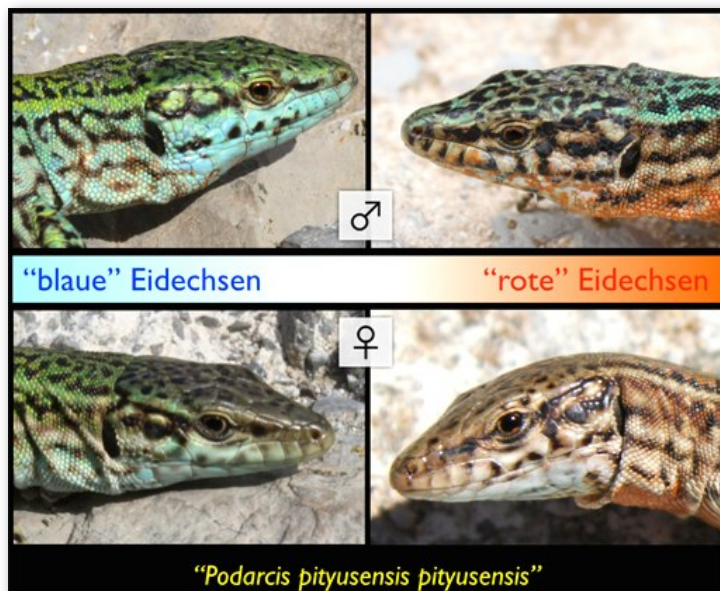 ♂
"blaue" Eidechsen "rote" Eidechsen
♀
"Podarcis pityusensis pityusensis"